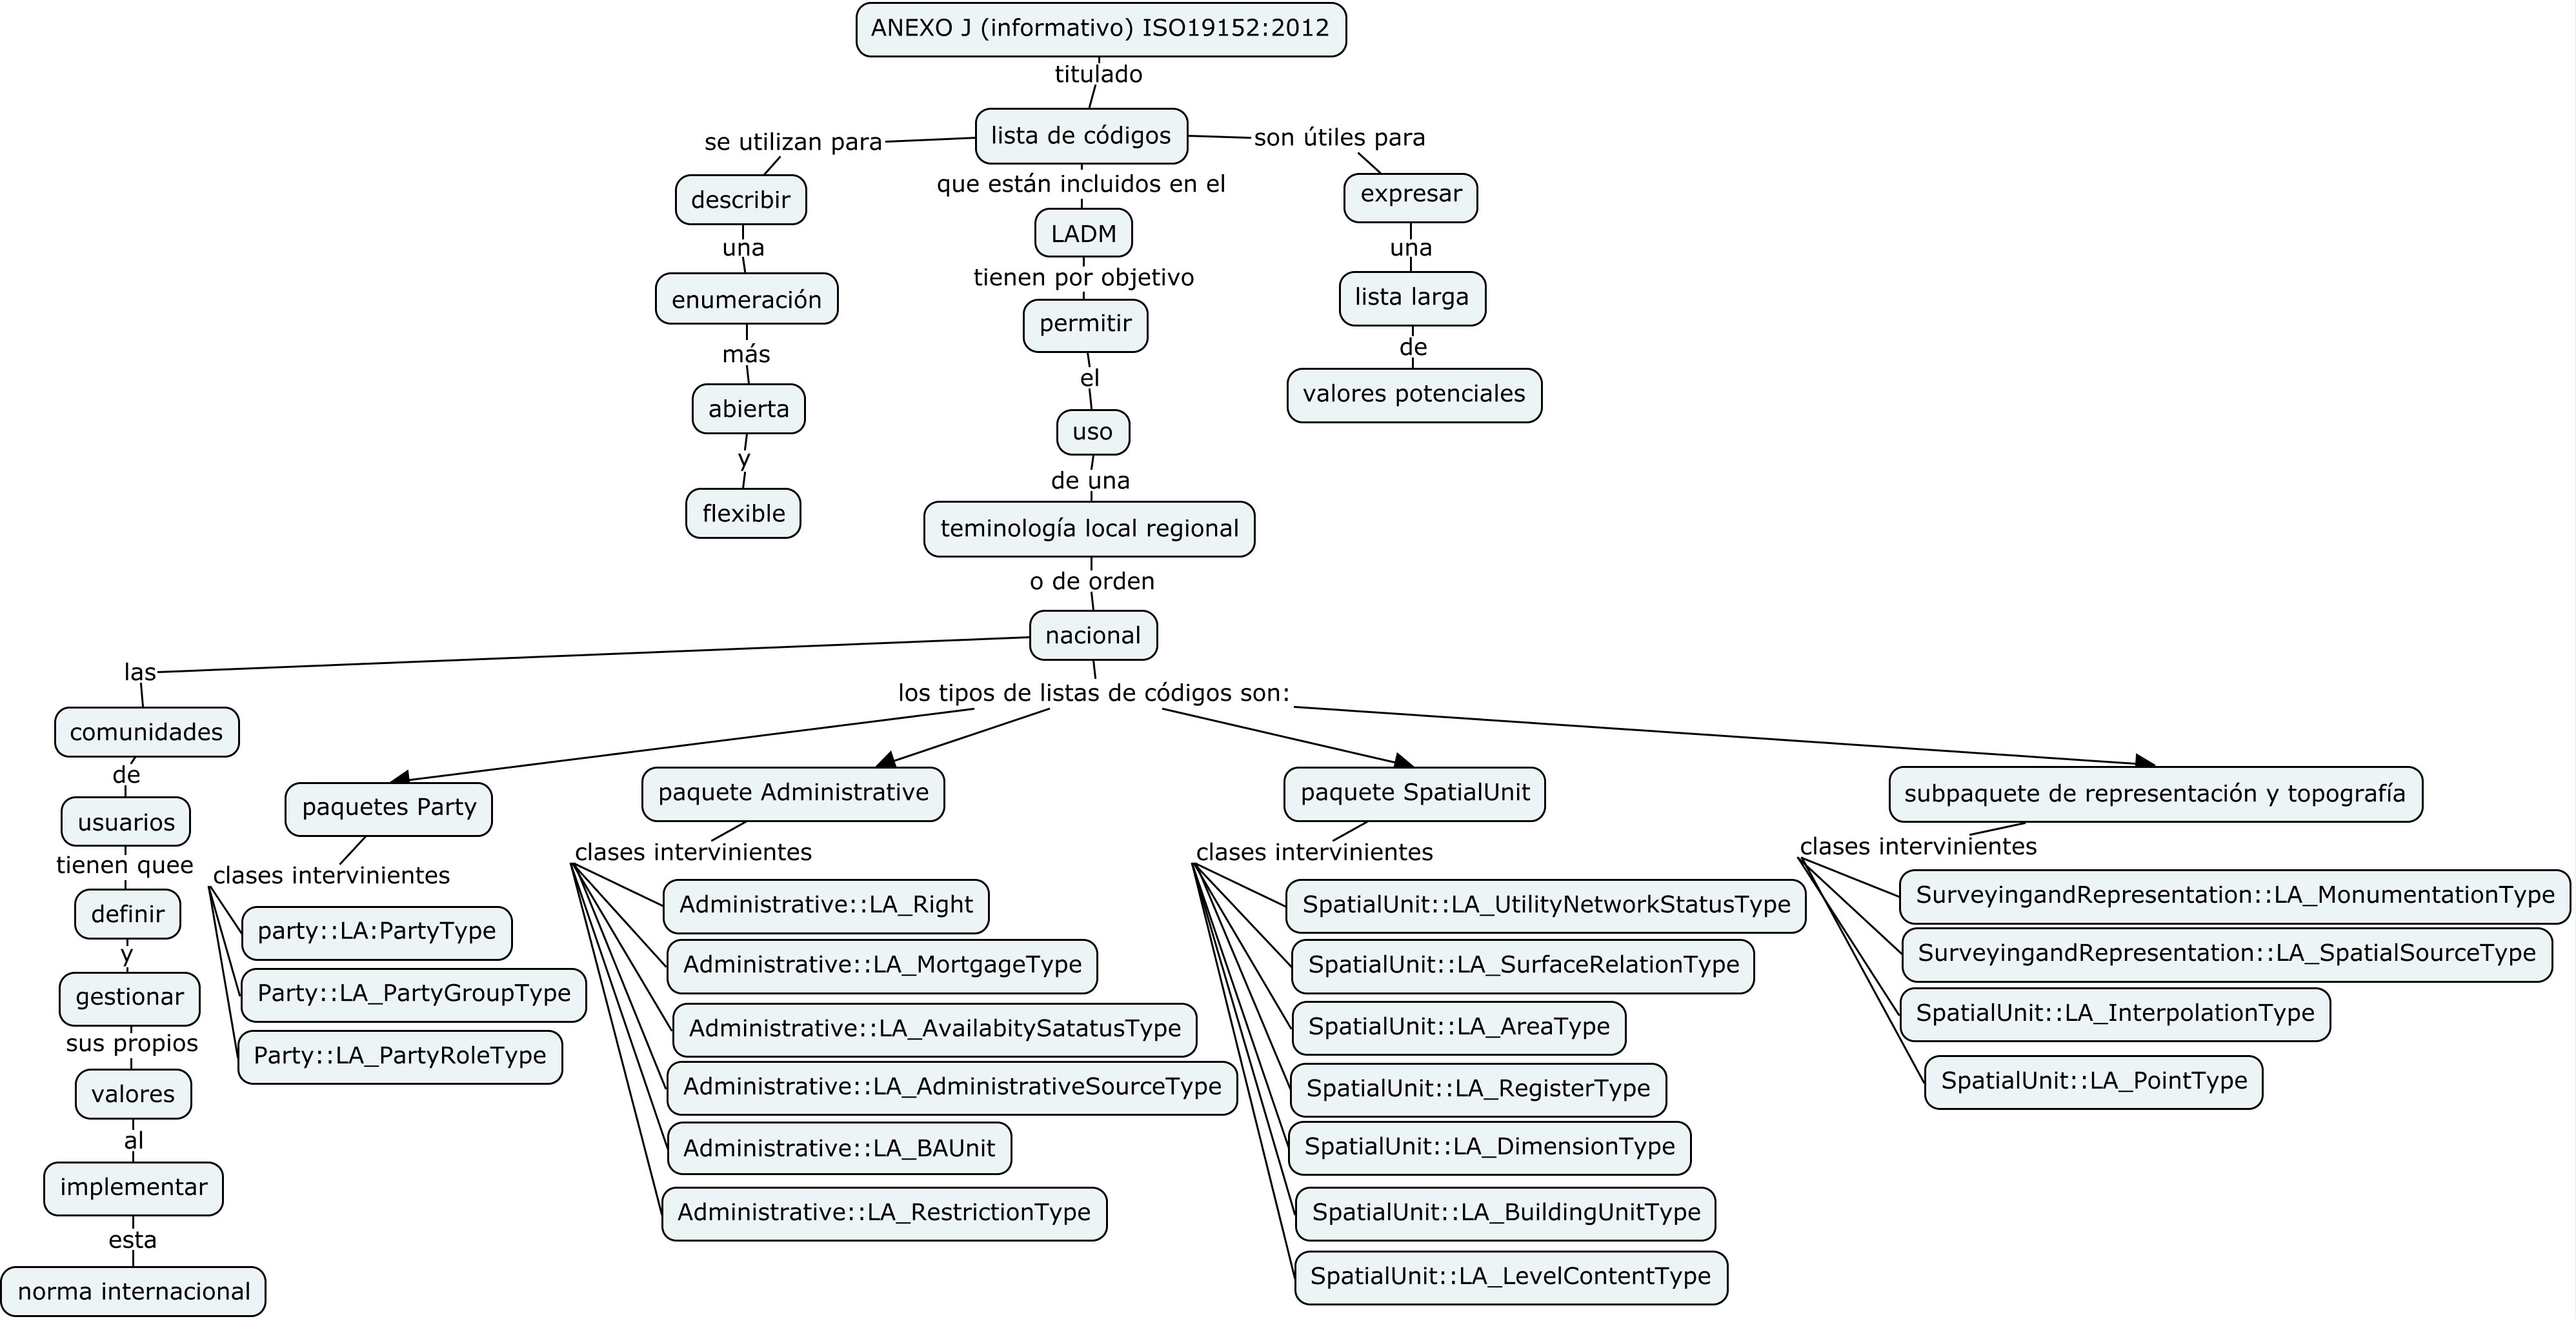 ANEXO J (informativo) ISO19152:2012
titulado
lista de códigos
se utilizan para
describir
una
enumeración
más
abierta
y
flexible
que están incluidos en el
LADM
tienen por objetivo
permitir
el
uso
de una
teminología local regional
o de orden
nacional
son útiles para
expresar
una
lista larga
de
valores potenciales
las
comunidades
de
usuarios
tienen quee
definir
y
gestionar
sus propios
valores
al
implementar
esta
norma internacional
los tipos de listas de códigos son:
paquetes Party
clases intervinientes
party::LA:PartyType
Party::LA_PartyGroupType
Party::LA_PartyRoleType
paquete Administrative
clases intervinientes
Administrative::LA_Right
Administrative::LA_MortgageType
Administrative::LA_AvailabitySatatusType
Administrative::LA_AdministrativeSourceType
Administrative::LA_BAUnit
Administrative::LA_RestrictionType
paquete SpatialUnit
clases intervinientes
SpatialUnit::LA_UtilityNetworkStatusType
SpatialUnit::LA_SurfaceRelationType
SpatialUnit::LA_AreaType
SpatialUnit::LA_RegisterType
SpatialUnit::LA_DimensionType
SpatialUnit::LA_BuildingUnitType
SpatialUnit::LA_LevelContentType
subpaquete de representación y topografía
clases intervinientes
SurveyingandRepresentation::LA_MonumentationType
SurveyingandRepresentation::LA_SpatialSourceType
SpatialUnit::LA_InterpolationType
SpatialUnit::LA_PointType